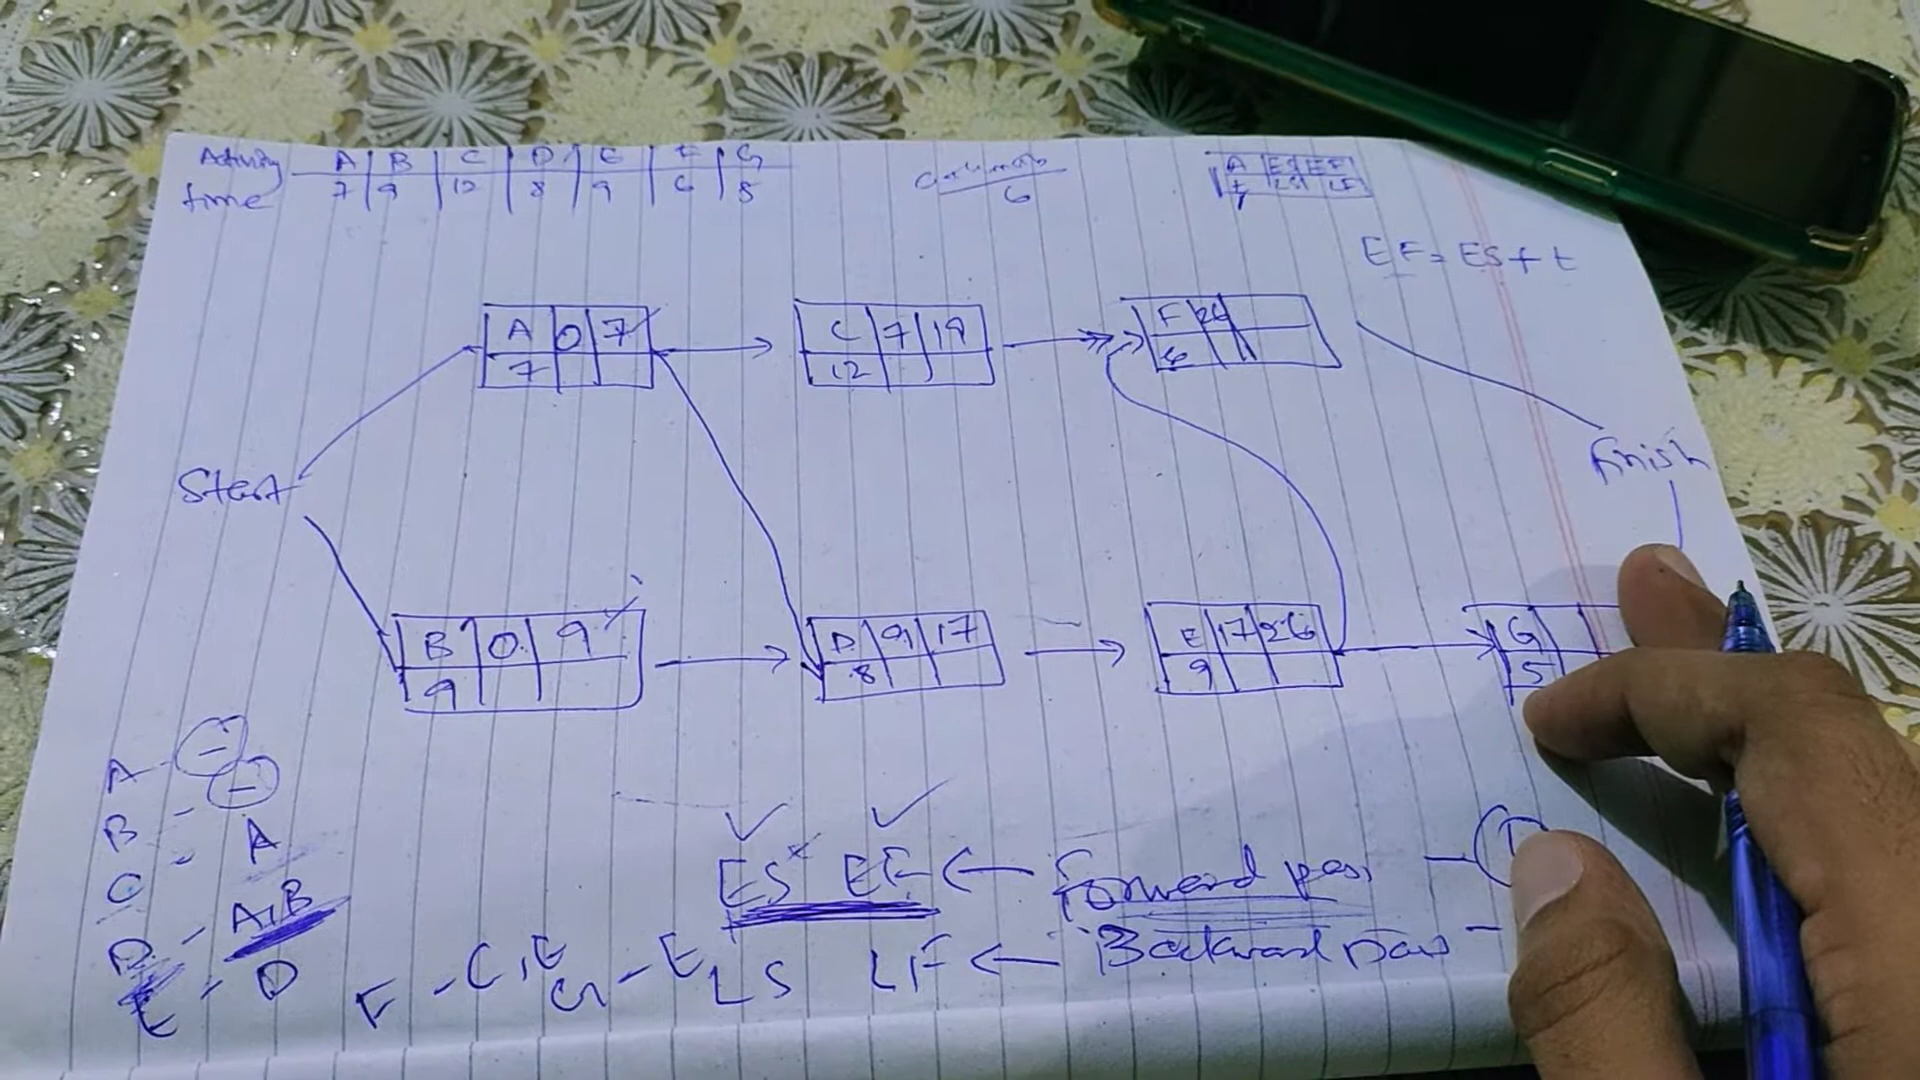 Activity A B C D E F G
time 7 9 12 8 9 6 5
6
A ES EF
t LS LF
EF = ES + t
A 0 7
7
C 7 19
12
F 26
6
Start
Finish
B 0 9
9
D 9 17
8
E 17 26
9
G
5
A -
B - -
C - A
D - A,B
E - D
F - C,E
G - E
ES EF ← Forward pass - 1
LS LF ← Backward pass -